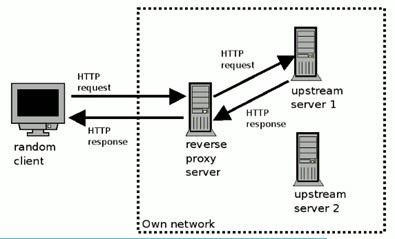 HTTP
request
HTTP
request
upstream
server 1
HTTP
response
HTTP
response
random
client
reverse
proxy
server
upstream
server 2
Own network